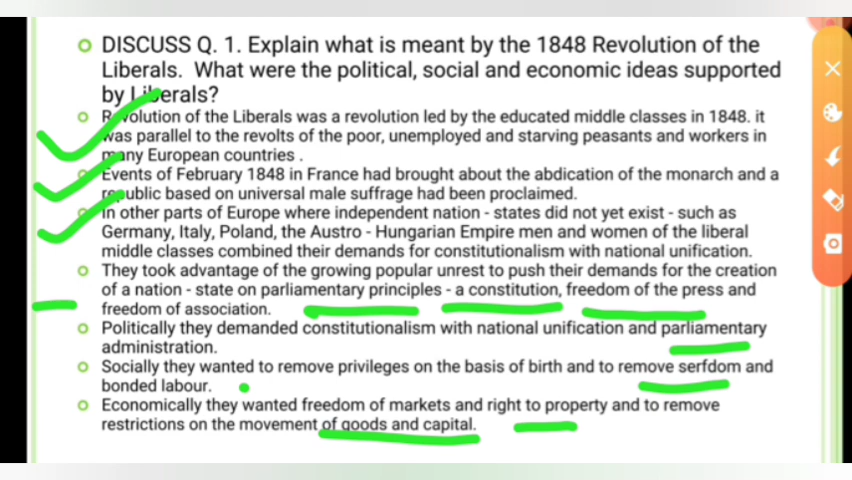 DISCUSS Q. 1. Explain what is meant by the 1848 Revolution of the
Liberals. What were the political, social and economic ideas supported
by Liberals?
Revolution of the Liberals was a revolution led by the educated middle classes in 1848. it
was parallel to the revolts of the poor, unemployed and starving peasants and workers in
many European countries .
Events of February 1848 in France had brought about the abdication of the monarch and a
republic based on universal male suffrage had been proclaimed.
In other parts of Europe where independent nation - states did not yet exist - such as
Germany, Italy, Poland, the Austro - Hungarian Empire men and women of the liberal
middle classes combined their demands for constitutionalism with national unification.
They took advantage of the growing popular unrest to push their demands for the creation
of a nation - state on parliamentary principles - a constitution, freedom of the press and
freedom of association.
Politically they demanded constitutionalism with national unification and parliamentary
administration.
Socially they wanted to remove privileges on the basis of birth and to remove serfdom and
bonded labour.
Economically they wanted freedom of markets and right to property and to remove
restrictions on the movement of goods and capital.